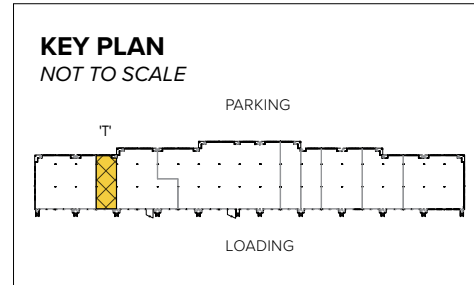 KEY PLAN
NOT TO SCALE
PARKING
'T'
LOADING